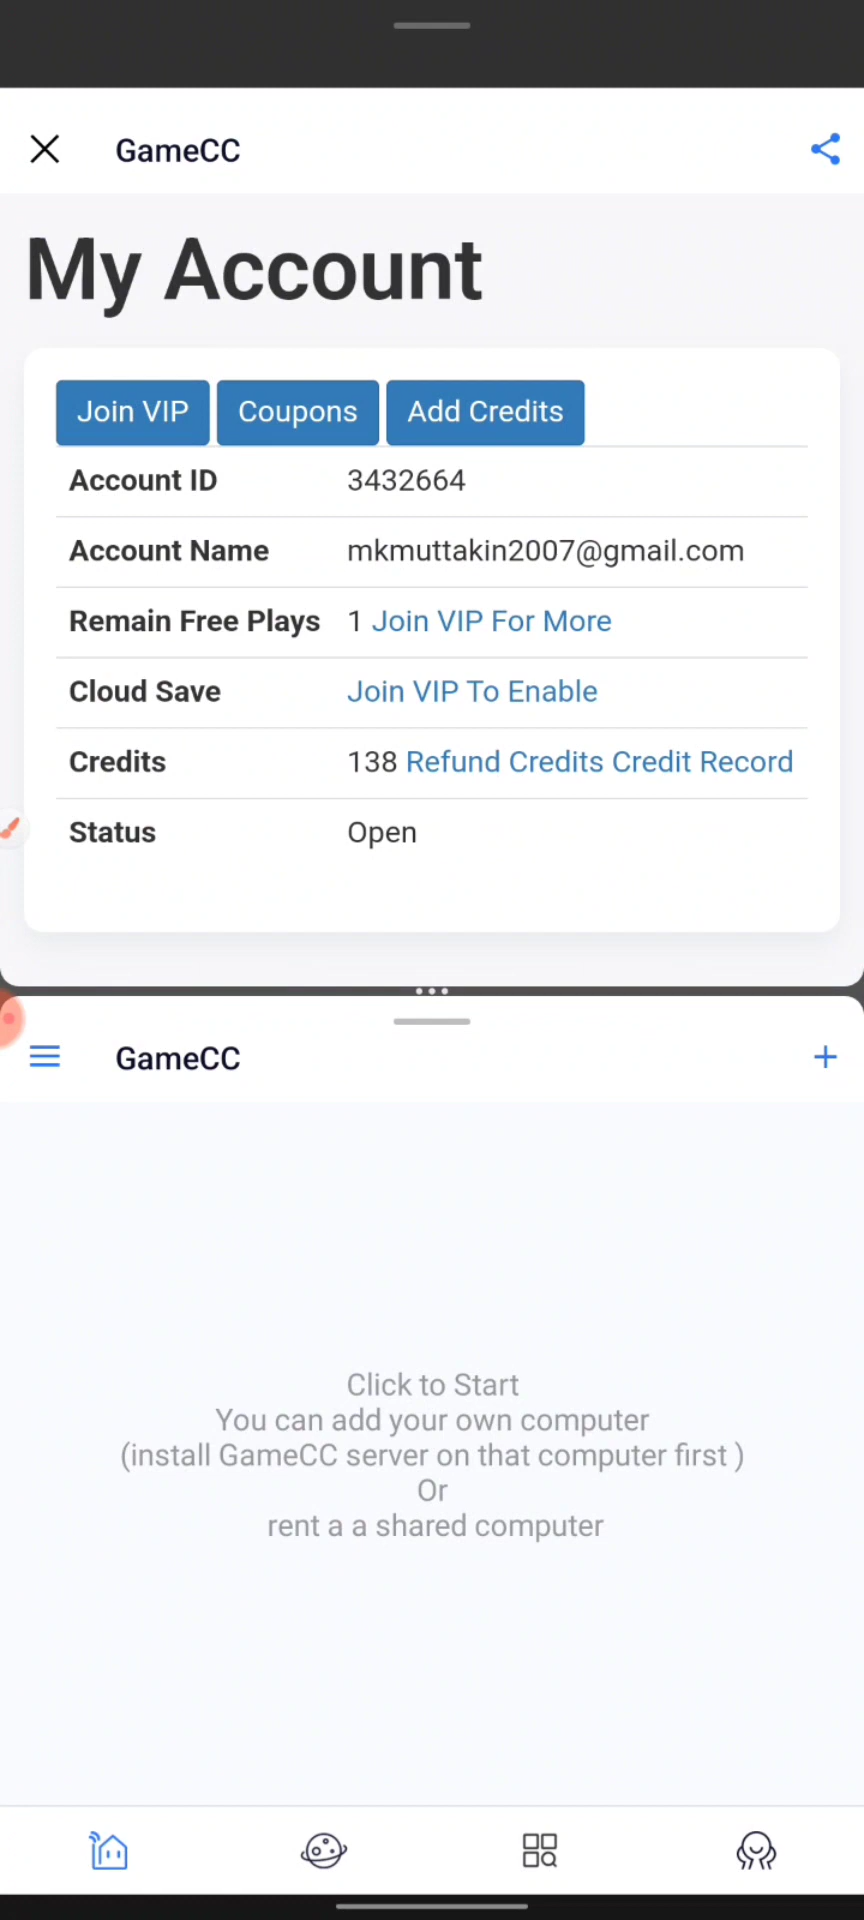 GameCC
My Account
Join VIP Coupons Add Credits
Account ID 3432664
Account Name mkmuttakin2007@gmail.com
Remain Free Plays 1 Join VIP For More
Cloud Save Join VIP To Enable
Credits 138 Refund Credits Credit Record
Status Open
GameCC
Click to Start
You can add your own computer
(install GameCC server on that computer first )
Or
rent a a shared computer